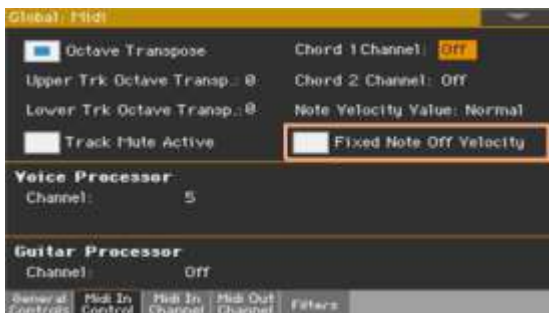 Global: Midi
Octave Transpose
Chord 1 Channel: Off
Upper Trk Octave Transp.: 0
Chord 2 Channel: Off
Lower Trk Octave Transp.: 0
Note Velocity Value: Normal
Track Mute Active
Fixed Note Off Velocity
Voice Processor
Channel: 5
Guitar Processor
Channel: Off
General Controls
Midi In Control
Midi In Channel
Midi Out Channel
Filters